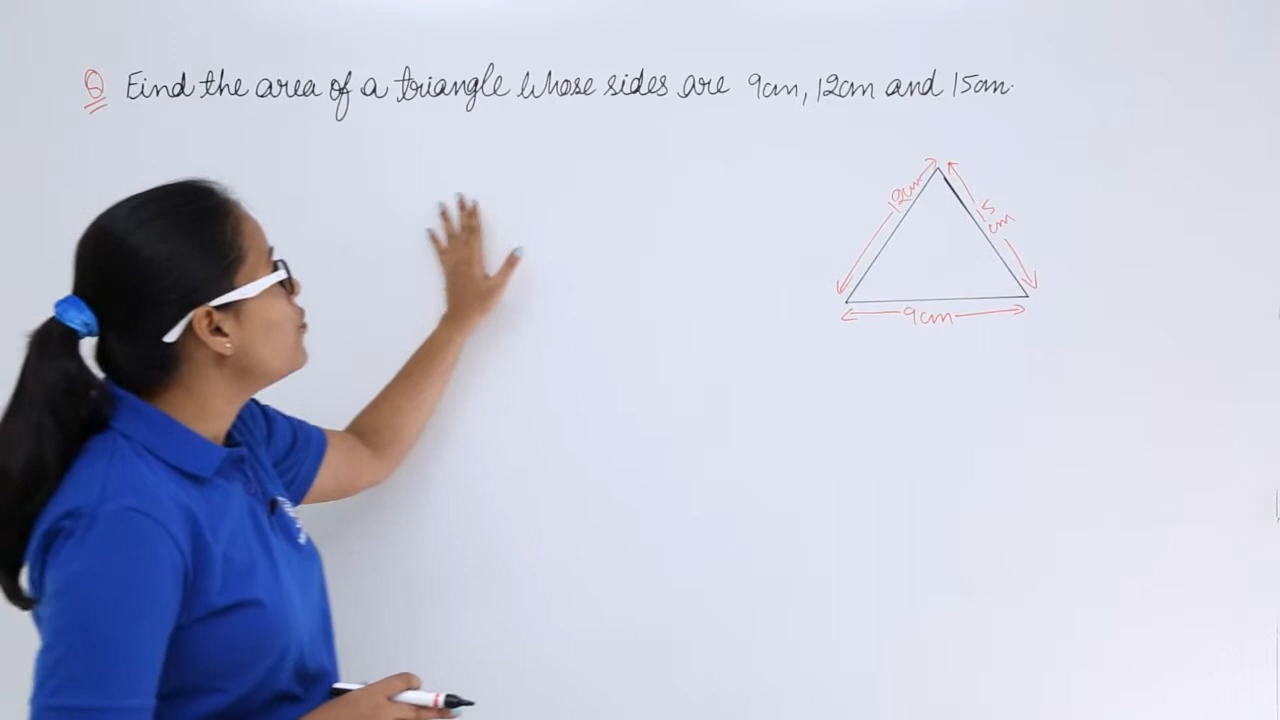 Q Find the area of a triangle whose sides are 9cm, 12cm and 15cm.
12cm
15
cm
9cm